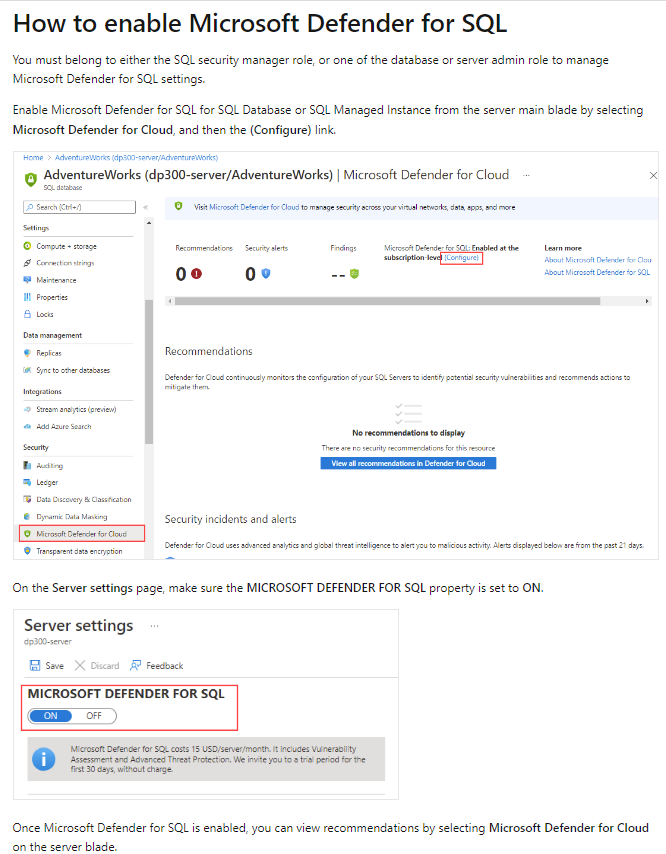 How to enable Microsoft Defender for SQL
You must belong to either the SQL security manager role, or one of the database or server admin role to manage
Microsoft Defender for SQL settings.
Enable Microsoft Defender for SQL for SQL Database or SQL Managed Instance from the server main blade by selecting
Microsoft Defender for Cloud, and then the (Configure) link.
Home > AdventureWorks (dp300-server/AdventureWorks)
AdventureWorks (dp300-server/AdventureWorks) | Microsoft Defender for Cloud ...
SQL database
Search (Ctrl+/)
«
Settings
Compute + storage
Connection strings
Maintenance
Properties
Locks
Data management
Replicas
Sync to other databases
Integrations
Stream analytics (preview)
Add Azure Search
Security
Auditing
Ledger
Data Discovery & Classification
Dynamic Data Masking
Microsoft Defender for Cloud
Transparent data encryption
Visit Microsoft Defender for Cloud to manage security across your virtual networks, data, apps, and more
Recommendations
0
Security alerts
0
Findings
--
Microsoft Defender for SQL: Enabled at the
subscription-level (Configure)
Learn more
About Microsoft Defender for Clou
About Microsoft Defender for SQL
Recommendations
Defender for Cloud continuously monitors the configuration of your SQL Servers to identify potential security vulnerabilities and recommends actions to
mitigate them.
No recommendations to display
There are no security recommendations for this resource
View all recommendations in Defender for Cloud
Security incidents and alerts
Defender for Cloud uses advanced analytics and global threat intelligence to alert you to malicious activity. Alerts displayed below are from the past 21 days.
On the Server settings page, make sure the MICROSOFT DEFENDER FOR SQL property is set to ON.
Server settings ...
dp300-server
Save Discard Feedback
MICROSOFT DEFENDER FOR SQL
ON OFF
Microsoft Defender for SQL costs 15 USD/server/month. It includes Vulnerability
Assessment and Advanced Threat Protection. We invite you to a trial period for the
first 30 days, without charge.
Once Microsoft Defender for SQL is enabled, you can view recommendations by selecting Microsoft Defender for Cloud
on the server blade.